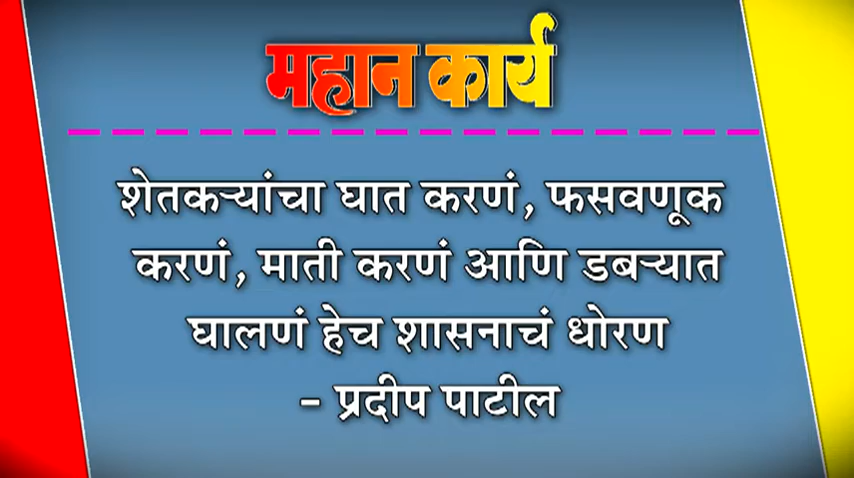 महान कार्य
शेतकऱ्यांचा घात करणं, फसवणूक
करणं, माती करणं आणि डबऱ्यात
घालणं हेच शासनाचं धोरण
- प्रदीप पाटील